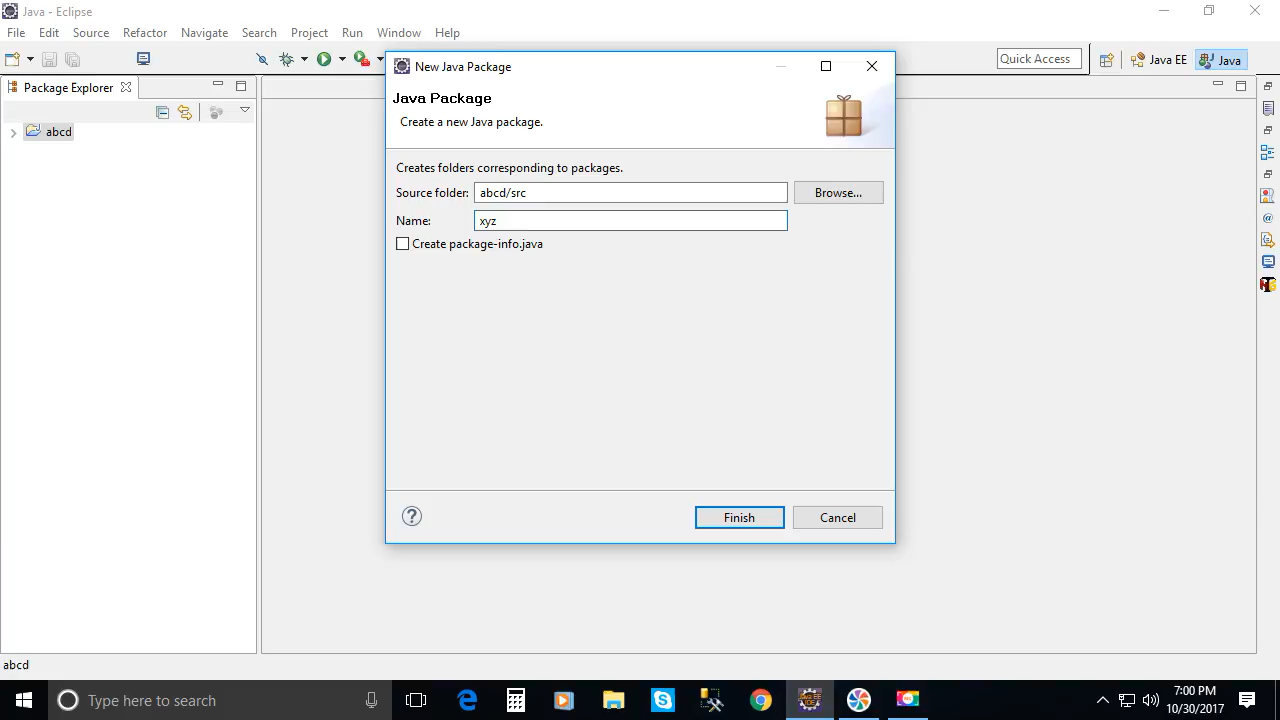 Java - Eclipse
File Edit Source Refactor Navigate Search Project Run Window Help
Quick Access
Java EE
Java
Package Explorer
abcd
New Java Package
Java Package
Create a new Java package.
Creates folders corresponding to packages.
Source folder: abcd/src Browse...
Name: xyz
Create package-info.java
? Finish Cancel
abcd
Type here to search
7:00 PM
10/30/2017